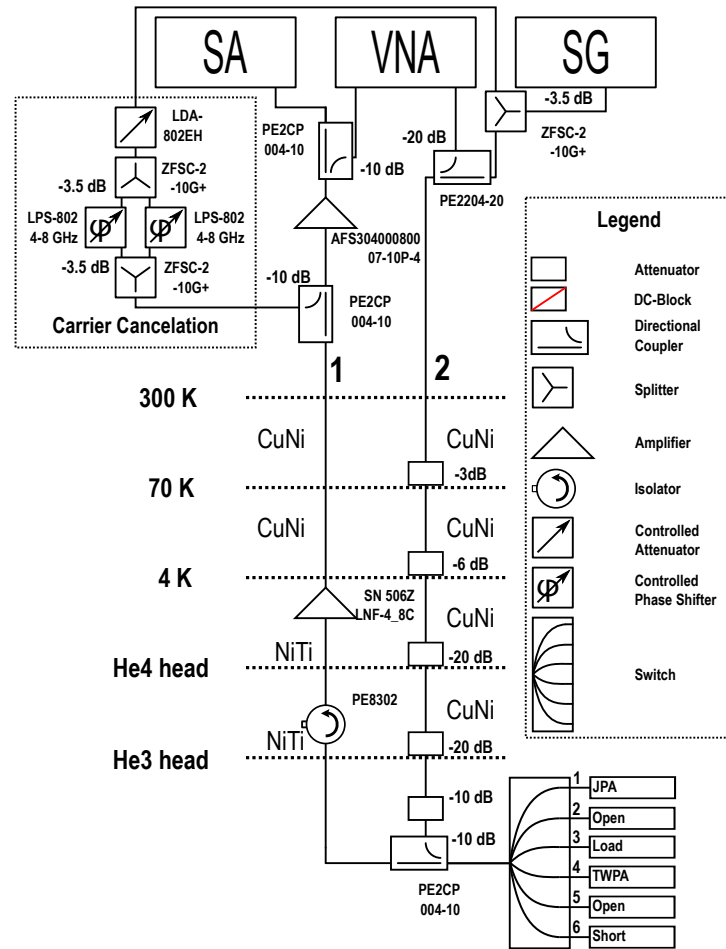 SA
VNA
SG
LDA-
802EH
ZFSC-2
-10G+
-3.5 dB
LPS-802
4-8 GHz
φ
φ
LPS-802
4-8 GHz
-3.5 dB
ZFSC-2
-10G+
Carrier Cancelation
PE2CP
004-10
-10 dB
-20 dB
-3.5 dB
ZFSC-2
-10G+
PE2204-20
AFS304000800
07-10P-4
-10 dB
PE2CP
004-10
1
2
300 K
CuNi
CuNi
-3dB
70 K
CuNi
CuNi
-6 dB
4 K
SN 506Z
LNF-4_8C
CuNi
NiTi
-20 dB
He4 head
PE8302
CuNi
NiTi
-20 dB
He3 head
-10 dB
-10 dB
PE2CP
004-10
1
JPA
2
Open
3
Load
4
TWPA
5
Open
6
Short
Legend
Attenuator
DC-Block
Directional
Coupler
Splitter
Amplifier
Isolator
Controlled
Attenuator
φ
Controlled
Phase Shifter
Switch